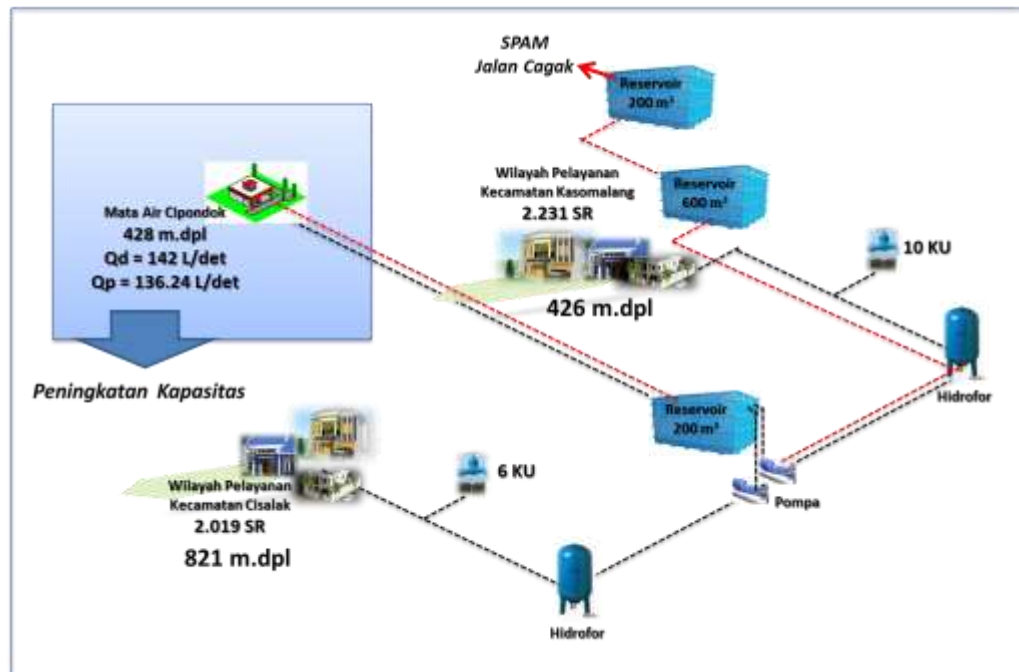 SPAM
Jalan Cagak
Reservoir
200 m³
Wilayah Pelayanan
Kecamatan Kasomalang
2.231 SR
Reservoir
600 m³
Mata Air Cipondok
428 m.dpl
Qd = 142 L/det
Qp = 136.24 L/det
10 KU
426 m.dpl
Peningkatan Kapasitas
Hidrofor
Reservoir
200 m³
6 KU
Wilayah Pelayanan
Kecamatan Cisalak
2.019 SR
821 m.dpl
Pompa
Hidrofor